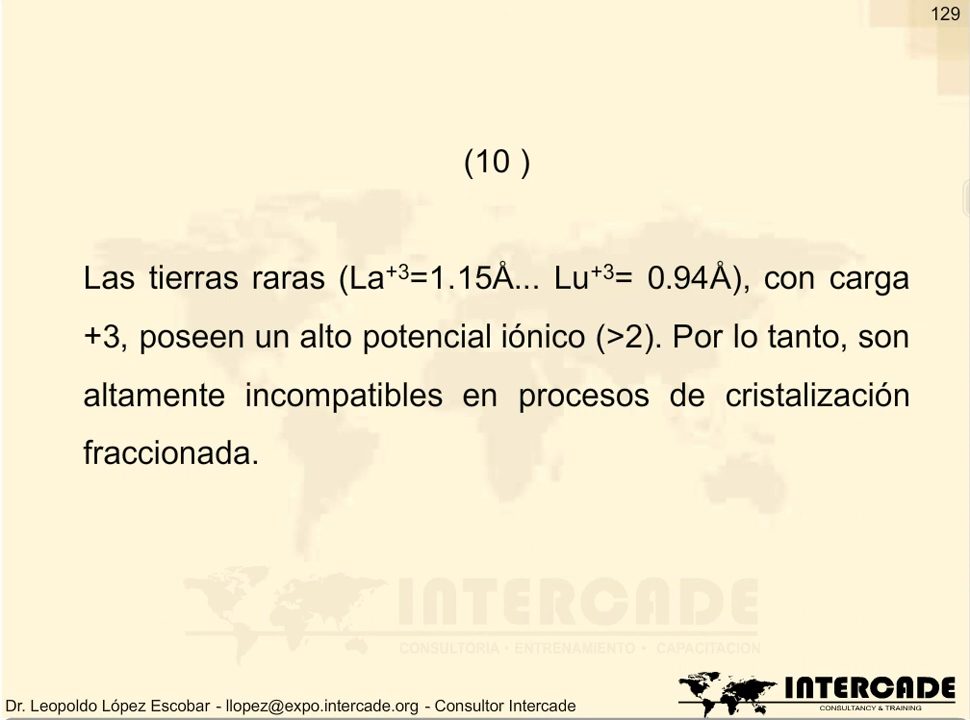 129
(10 )
Las tierras raras (La+3=1.15Å... Lu+3= 0.94Å), con carga
+3, poseen un alto potencial iónico (>2). Por lo tanto, son
altamente incompatibles en procesos de cristalización
fraccionada.
INTERCADE
CONSULTORIA • ENTRENAMIENTO • CAPACITACION
INTERCADE
CONSULTANCY & TRAINING
Dr. Leopoldo López Escobar - llopez@expo.intercade.org - Consultor Intercade